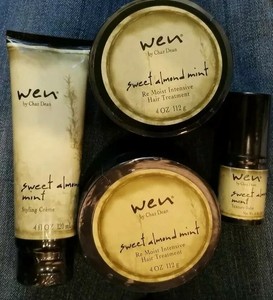 wen
by Chaz Dean
sweet almond
mint
Styling Creme
wen
by Chaz Dean
sweet almond mint
Re Moist Intensive
Hair Treatment
4 OZ. 112 g
wen
by Chaz Dean
sweet almond mint
Re Moist Intensive
Hair Treatment
4 OZ. 112 g
wen
by Chaz Dean
sweet almond
mint